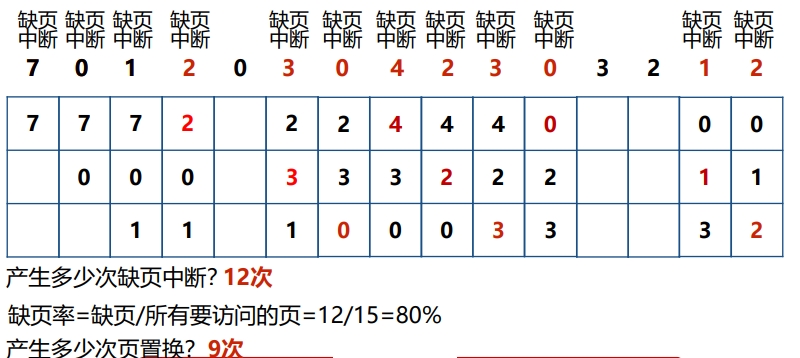 缺页 缺页 缺页 缺页 缺页 缺页 缺页 缺页 缺页 缺页 缺页 缺页
中断 中断 中断 中断 中断 中断 中断 中断 中断 中断 中断 中断
7 0 1 2 0 3 0 4 2 3 0 3 2 1 2
7 7 7 2 2 2 4 4 4 0 0 0
0 0 0 3 3 3 2 2 2 1 1
1 1 1 0 0 0 3 3 3 2
产生多少次缺页中断? 12次
缺页率=缺页/所有要访问的页=12/15=80%
产生多少次页置换? 9次